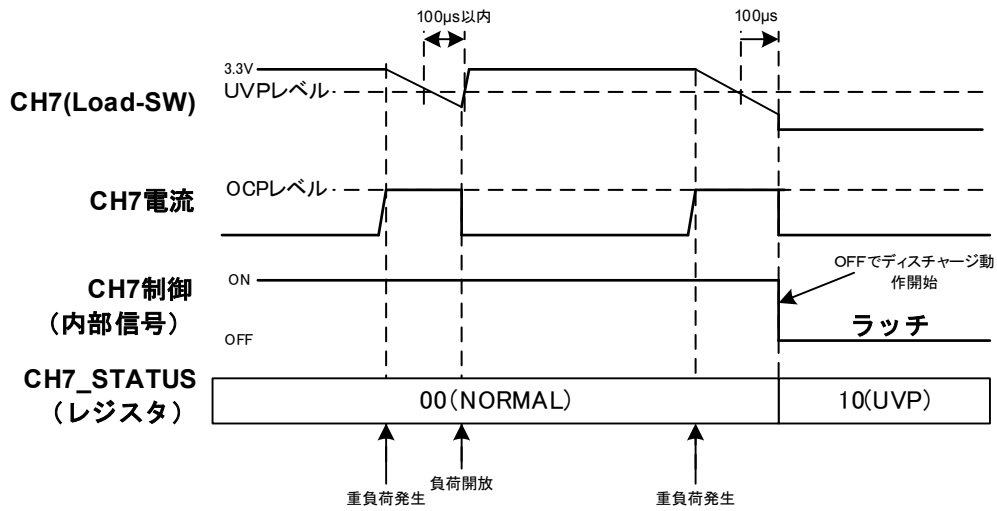 100μs以内
100μs
3.3V
UVPレベル
CH7(Load-SW)
OCPレベル
CH7電流
OFFでディスチャージ動
作開始
ON
CH7制御
（内部信号）
OFF
ラッチ
CH7_STATUS
（レジスタ）
00(NORMAL)
10(UVP)
重負荷発生
負荷開放
重負荷発生